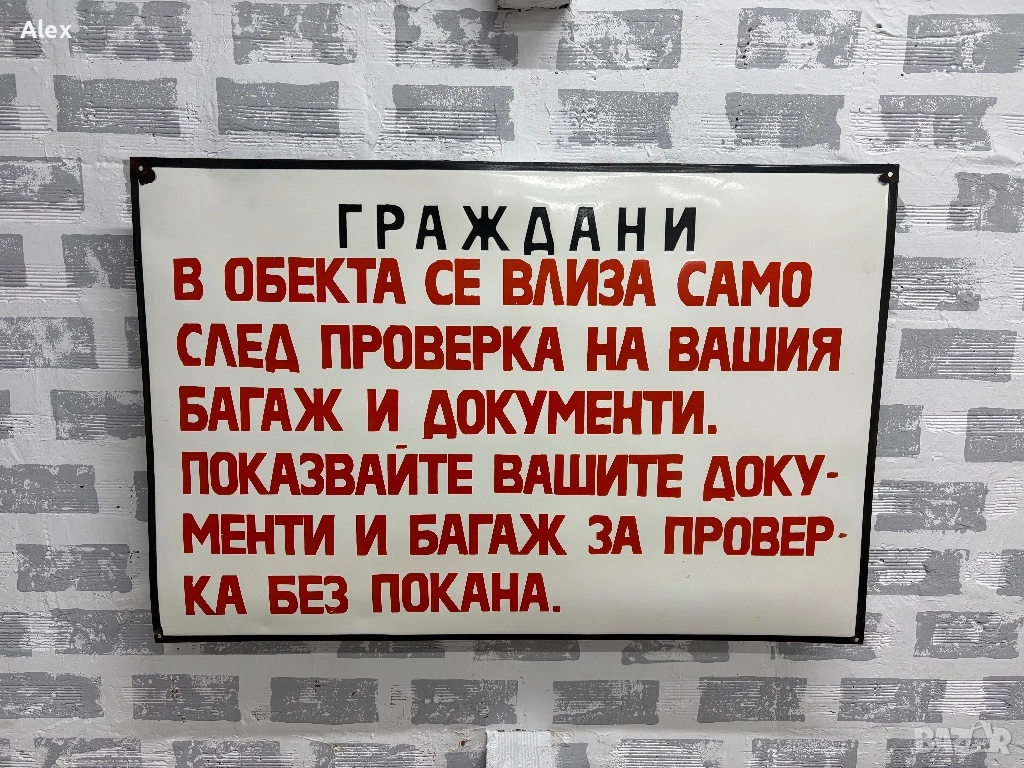 Alex
ГРАЖДАНИ
В ОБЕКТА СЕ ВЛИЗА САМО
СЛЕД ПРОВЕРКА НА ВАШИЯ
БАГАЖ И ДОКУМЕНТИ.
ПОКАЗВАЙТЕ ВАШИТЕ ДОКУ-
МЕНТИ И БАГАЖ ЗА ПРОВЕР-
КА БЕЗ ПОКАНА.
BAZAR